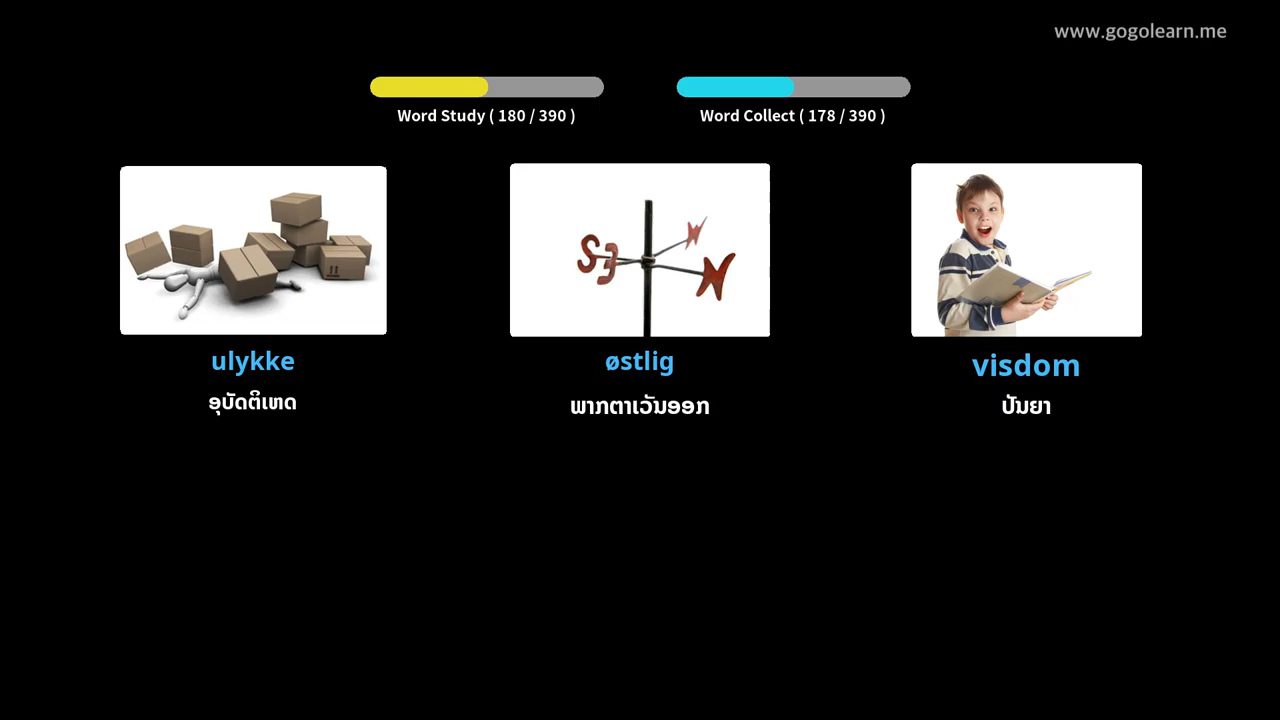 www.gogolearn.me
Word Study ( 180 / 390 )
Word Collect ( 178 / 390 )
S
E
N
W
ulykke
østlig
visdom
ອຸບັດຕິເຫດ
ພາກຕາເວັນອອກ
ປັນຍາ